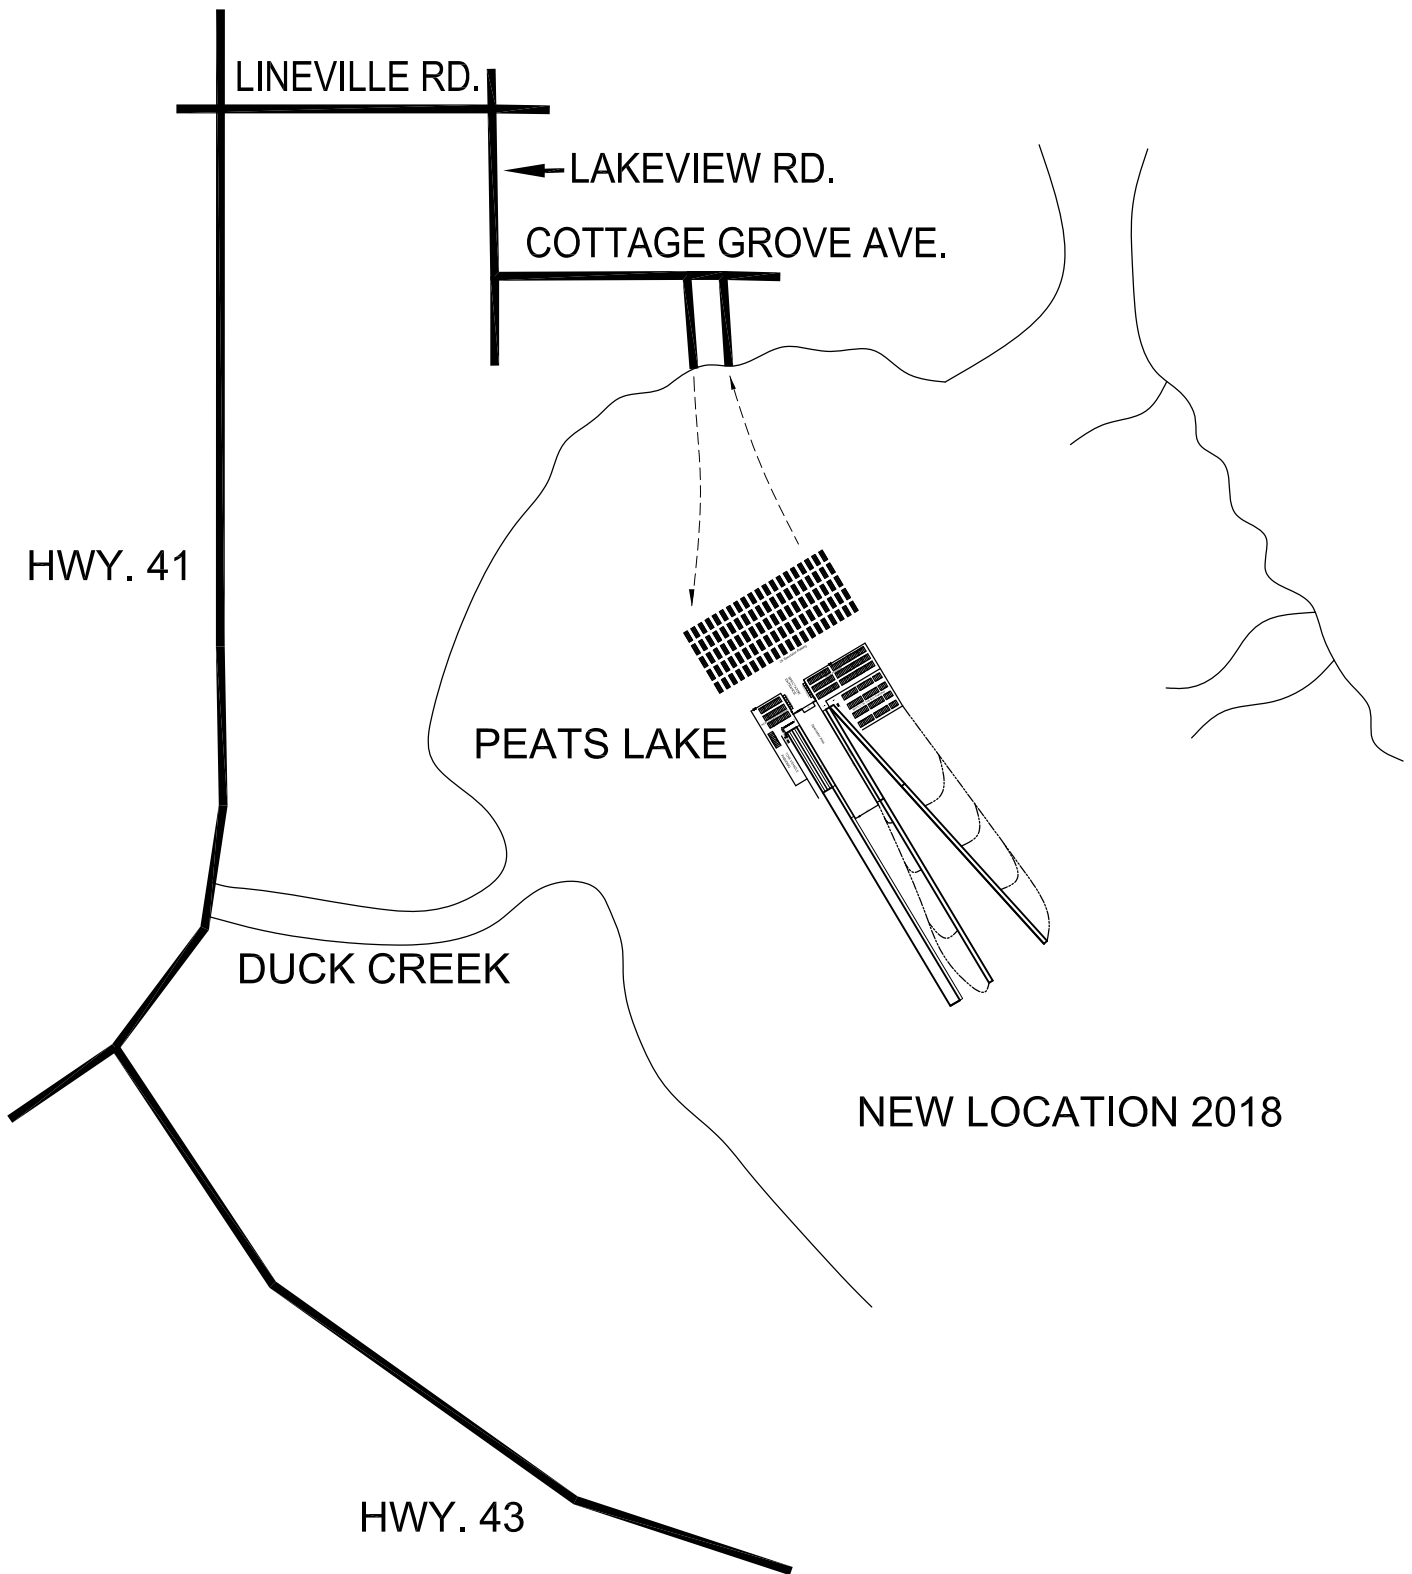 LINEVILLE RD.
LAKEVIEW RD.
COTTAGE GROVE AVE.
HWY. 41
PEATS LAKE
DUCK CREEK
NEW LOCATION 2018
HWY. 43